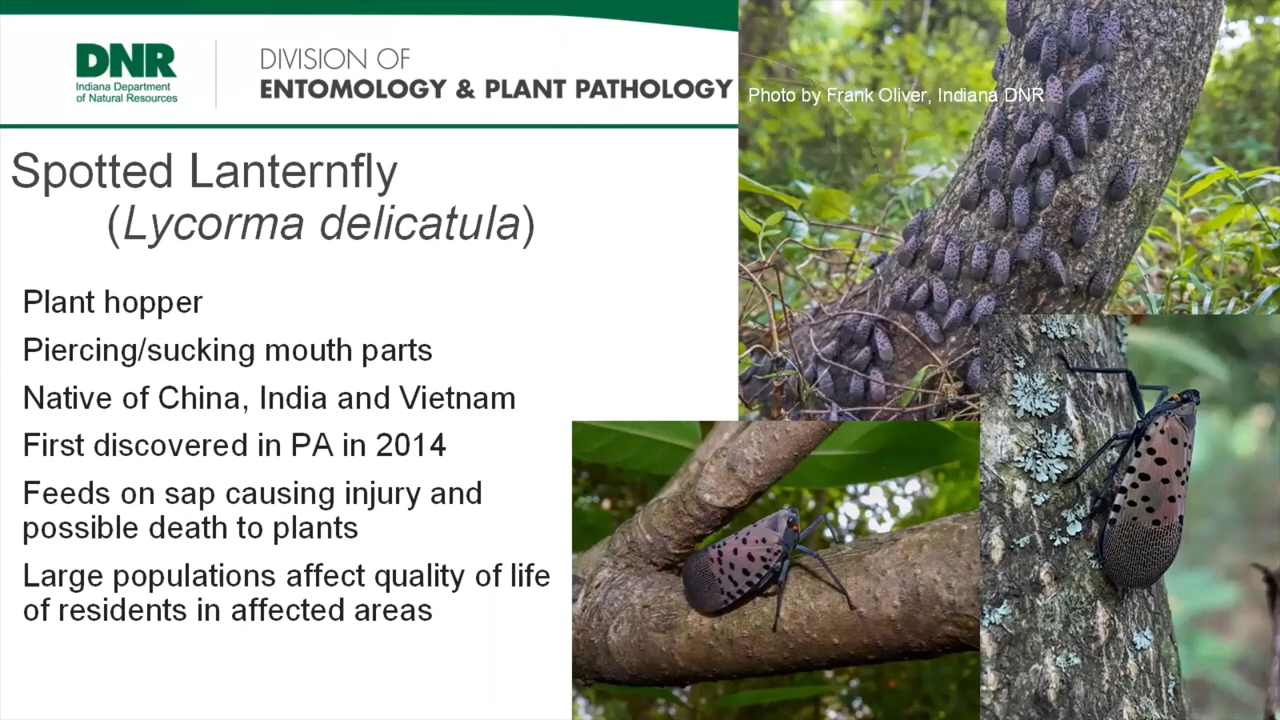 DNR
Indiana Department
of Natural Resources
DIVISION OF
ENTOMOLOGY & PLANT PATHOLOGY
Photo by Frank Oliver, Indiana DNR
Spotted Lanternfly
(Lycorma delicatula)
Plant hopper
Piercing/sucking mouth parts
Native of China, India and Vietnam
First discovered in PA in 2014
Feeds on sap causing injury and
possible death to plants
Large populations affect quality of life
of residents in affected areas